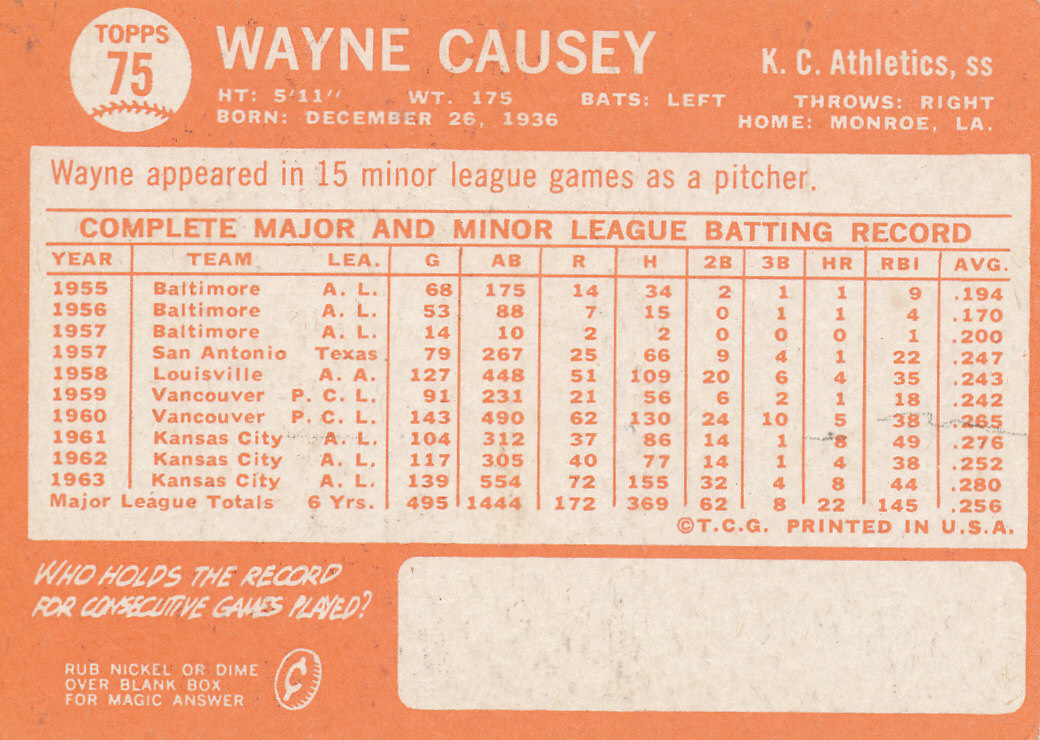 TOPPS
75
WAYNE CAUSEY
K. C. Athletics, ss
HT: 5'11" WT. 175 BATS: LEFT THROWS: RIGHT
BORN: DECEMBER 26, 1936 HOME: MONROE, LA.
Wayne appeared in 15 minor league games as a pitcher.
COMPLETE MAJOR AND MINOR LEAGUE BATTING RECORD
YEAR TEAM LEA. G AB R H 2B 3B HR RBI AVG.
1955 Baltimore A. L. 68 175 14 34 2 1 1 9 .194
1956 Baltimore A. L. 53 88 7 15 0 1 1 4 .170
1957 Baltimore A. L. 14 10 2 2 0 0 0 1 .200
1957 San Antonio Texas 79 267 25 66 9 4 1 22 .247
1958 Louisville A. A. 127 448 51 109 20 6 4 35 .243
1959 Vancouver P. C. L. 91 231 21 56 6 2 1 18 .242
1960 Vancouver P. C. L. 143 490 62 130 24 10 5 38 .265
1961 Kansas City A. L. 104 312 37 86 14 1 8 49 .276
1962 Kansas City A. L. 117 305 40 77 14 1 4 38 .252
1963 Kansas City A. L. 139 554 72 155 32 4 8 44 .280
Major League Totals 6 Yrs. 495 1444 172 369 62 8 22 145 .256
©T.C.G. PRINTED IN U.S.A.
WHO HOLDS THE RECORD
FOR CONSECUTIVE GAMES PLAYED?
RUB NICKEL OR DIME
OVER BLANK BOX
FOR MAGIC ANSWER
¢